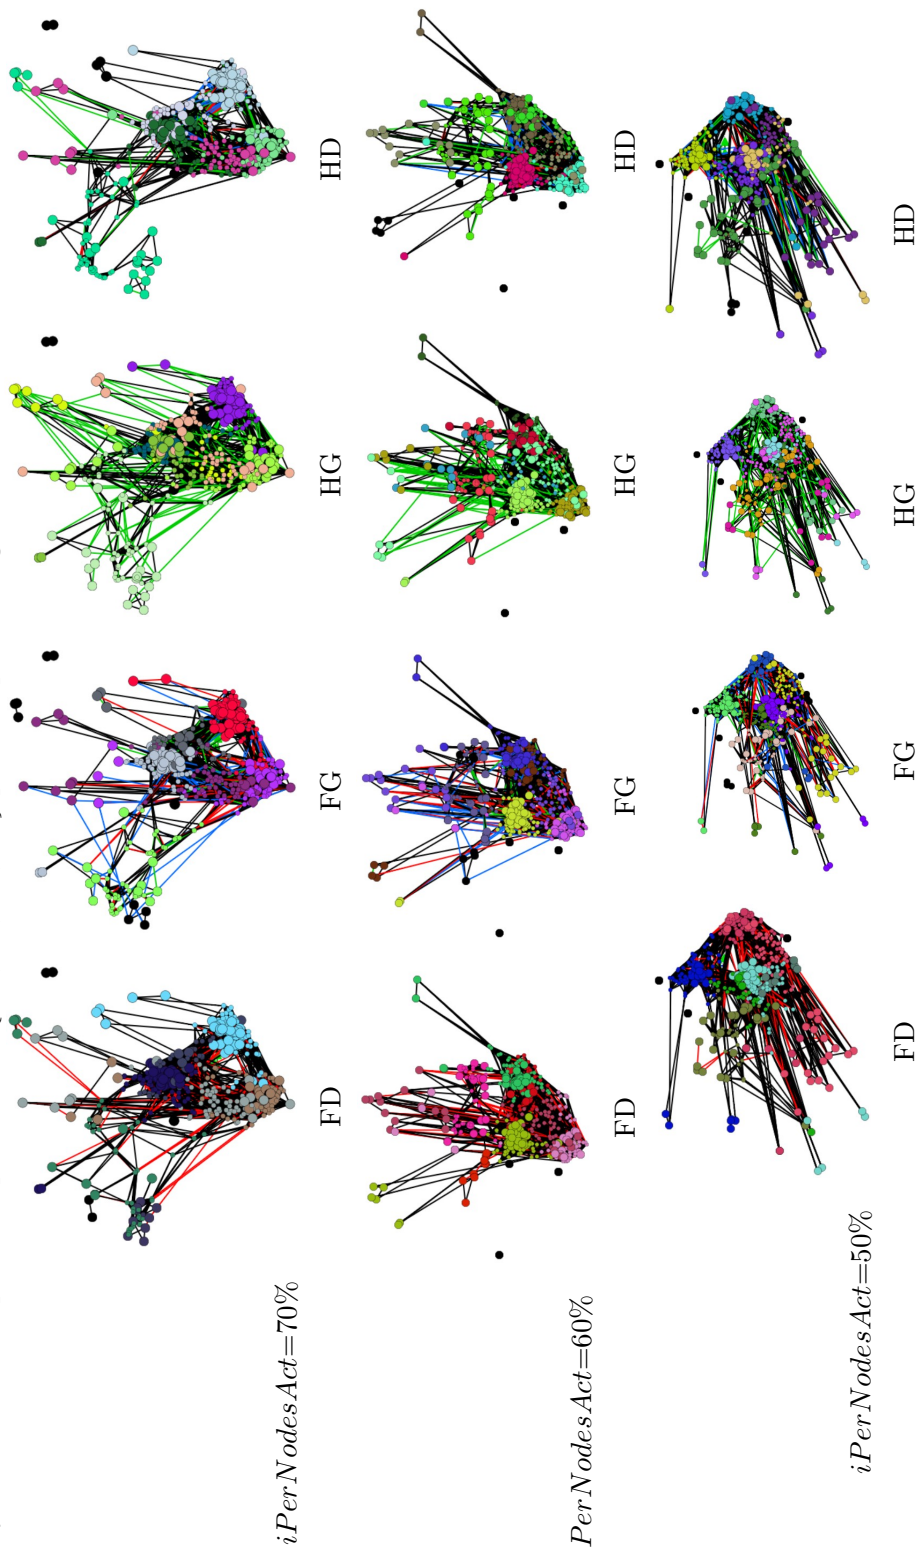 iPerNodesAct=70%
FD FG HG HD
PerNodesAct=60%
FD FG HG HD
iPerNodesAct=50%
FD FG HG HD